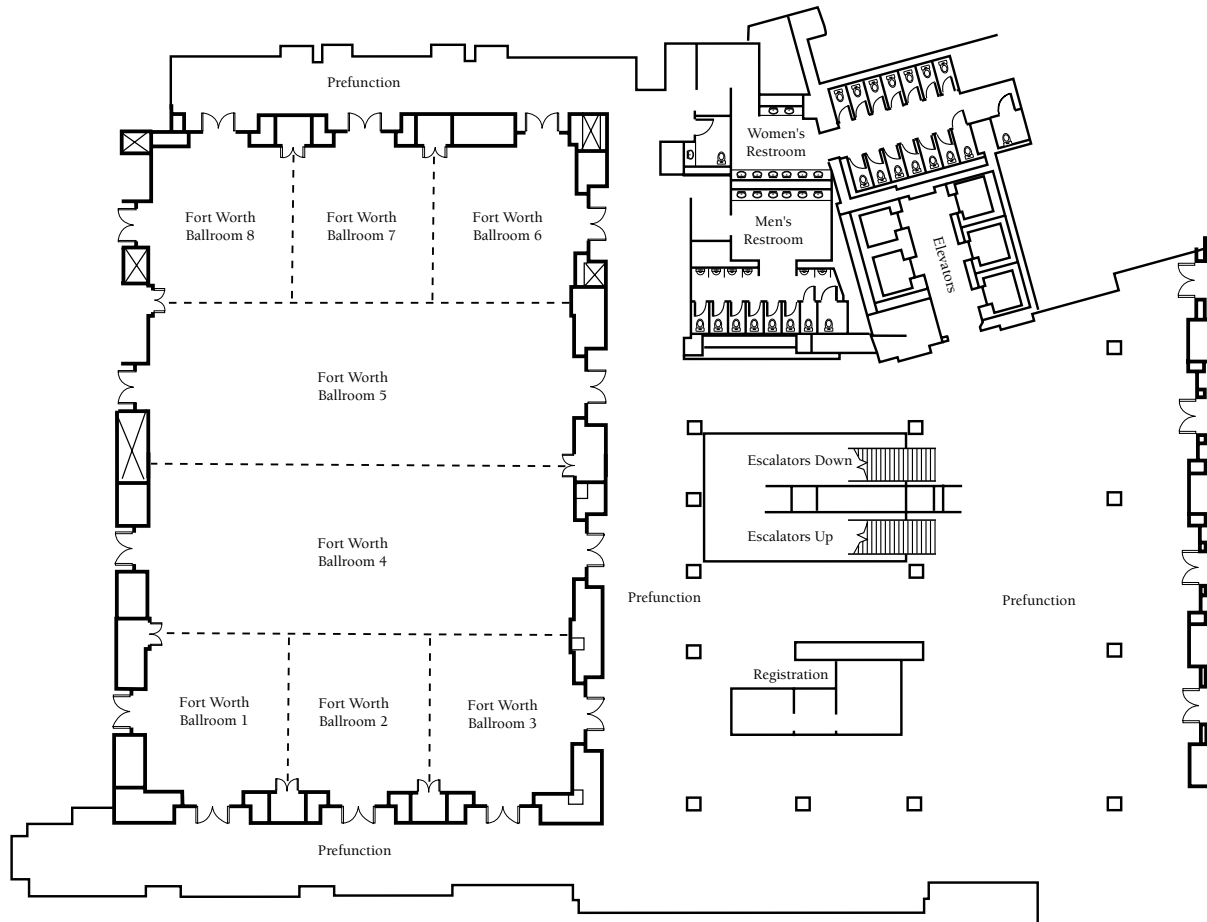 Prefunction
Women's
Restroom
Fort Worth
Ballroom 8
Fort Worth
Ballroom 7
Fort Worth
Ballroom 6
Men's
Restroom
Elevators
Fort Worth
Ballroom 5
Escalators Down
Escalators Up
Fort Worth
Ballroom 4
Prefunction
Prefunction
Registration
Fort Worth
Ballroom 1
Fort Worth
Ballroom 2
Fort Worth
Ballroom 3
Prefunction